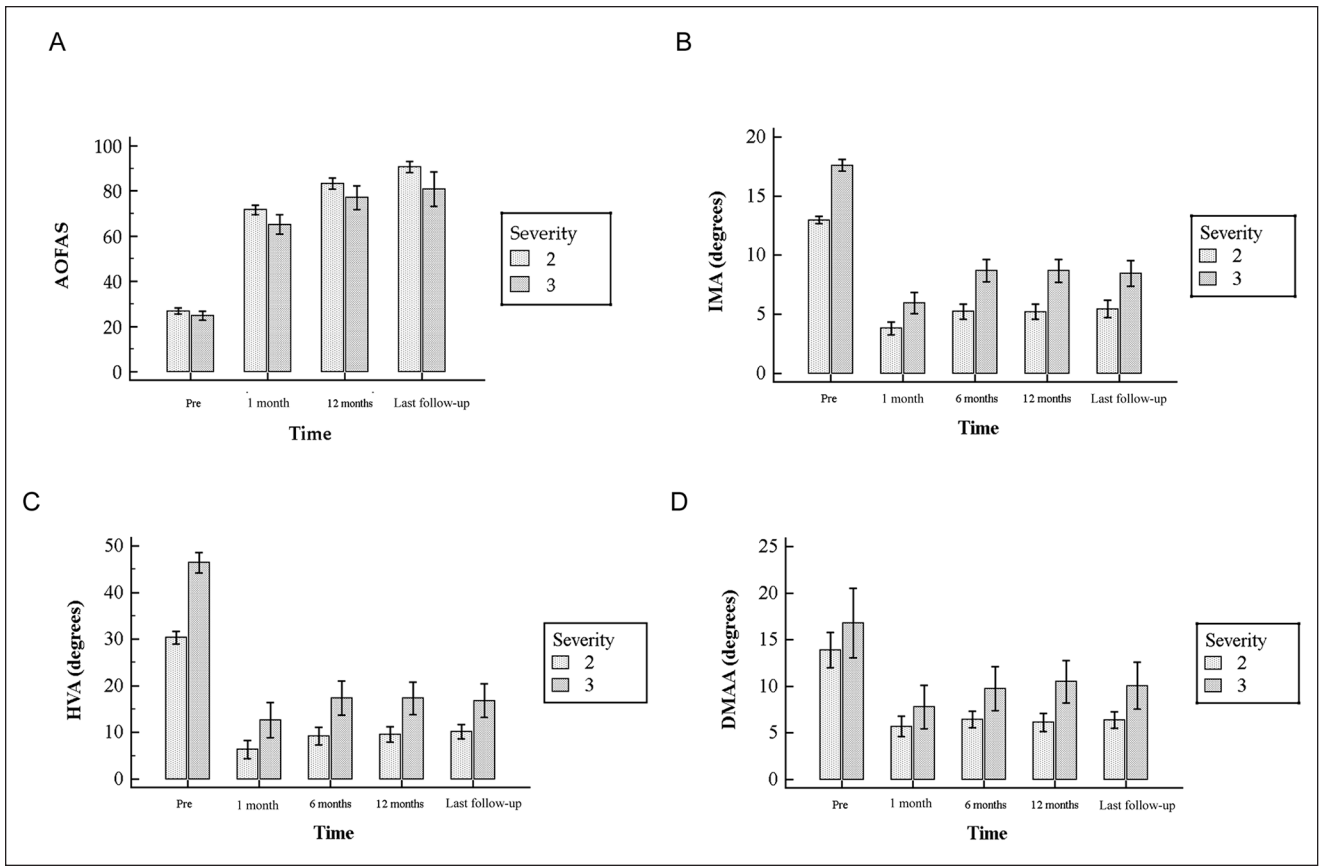 A
100
80
60
40
20
0
AOFAS
Pre
1 month
12 months
Last follow-up
Time
Severity
2
3
B
20
15
10
5
0
IMA (degrees)
Pre
1 month
6 months
12 months
Last follow-up
Time
Severity
2
3
C
50
40
30
20
10
0
HVA (degrees)
Pre
1 month
6 months
12 months
Last follow-up
Time
Severity
2
3
D
25
20
15
10
5
0
DMAA (degrees)
Pre
1 month
6 months
12 months
Last follow-up
Time
Severity
2
3